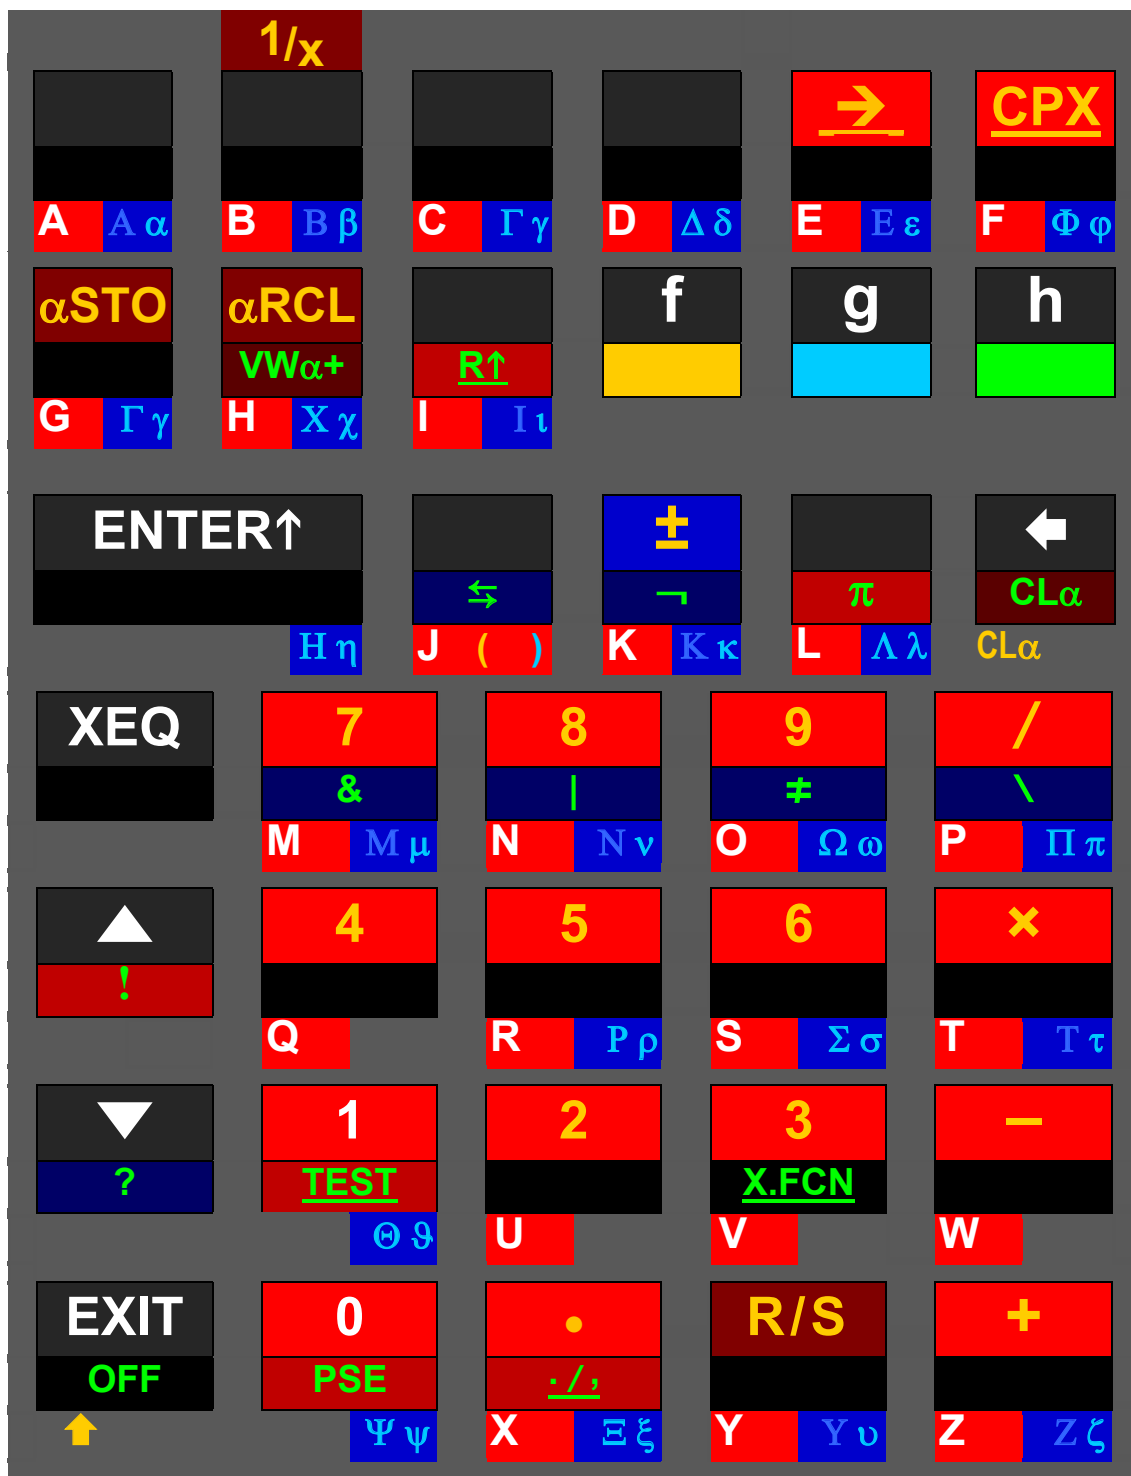 1/x
→ CPX
A Α α B Β β C Γ γ D Δ δ E Ε ε F Φ φ
αSTO αRCL f g h
VWα+ R↑
G Γ γ H Χ χ I Ι ι
ENTER↑ ± 🡄
⇆ ¬ π CLα
Η η J ( ) K Κ κ L Λ λ CLα
XEQ 7 8 9 /
& | ≠ \
M Μ μ N Ν ν O Ω ω P Π π
▲ 4 5 6 ×
!
Q R Ρ ρ S Σ σ T Τ τ
▼ 1 2 3 −
? TEST X.FCN
Θ ϑ U V W
EXIT 0 . R/S +
OFF PSE ./,
Ψ ψ X Ξ ξ Y Υ υ Z Ζ ζ